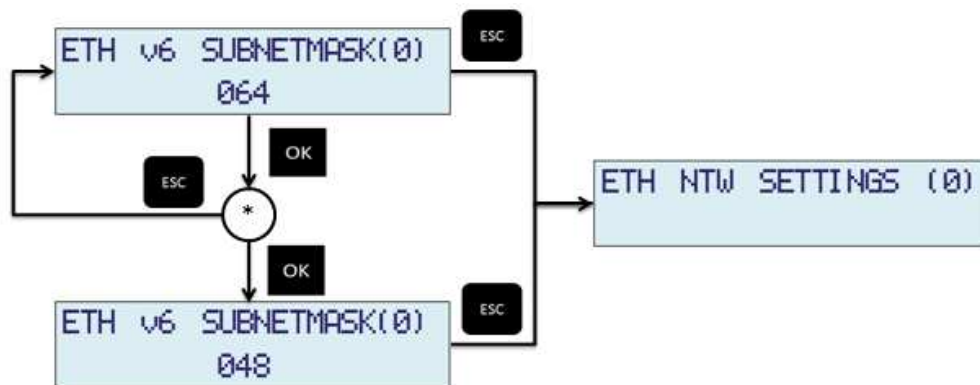 ETH v6 SUBNETMASK(0)
064
ESC
OK
ESC
*
ETH NTW SETTINGS (0)
OK
ESC
ETH v6 SUBNETMASK(0)
048